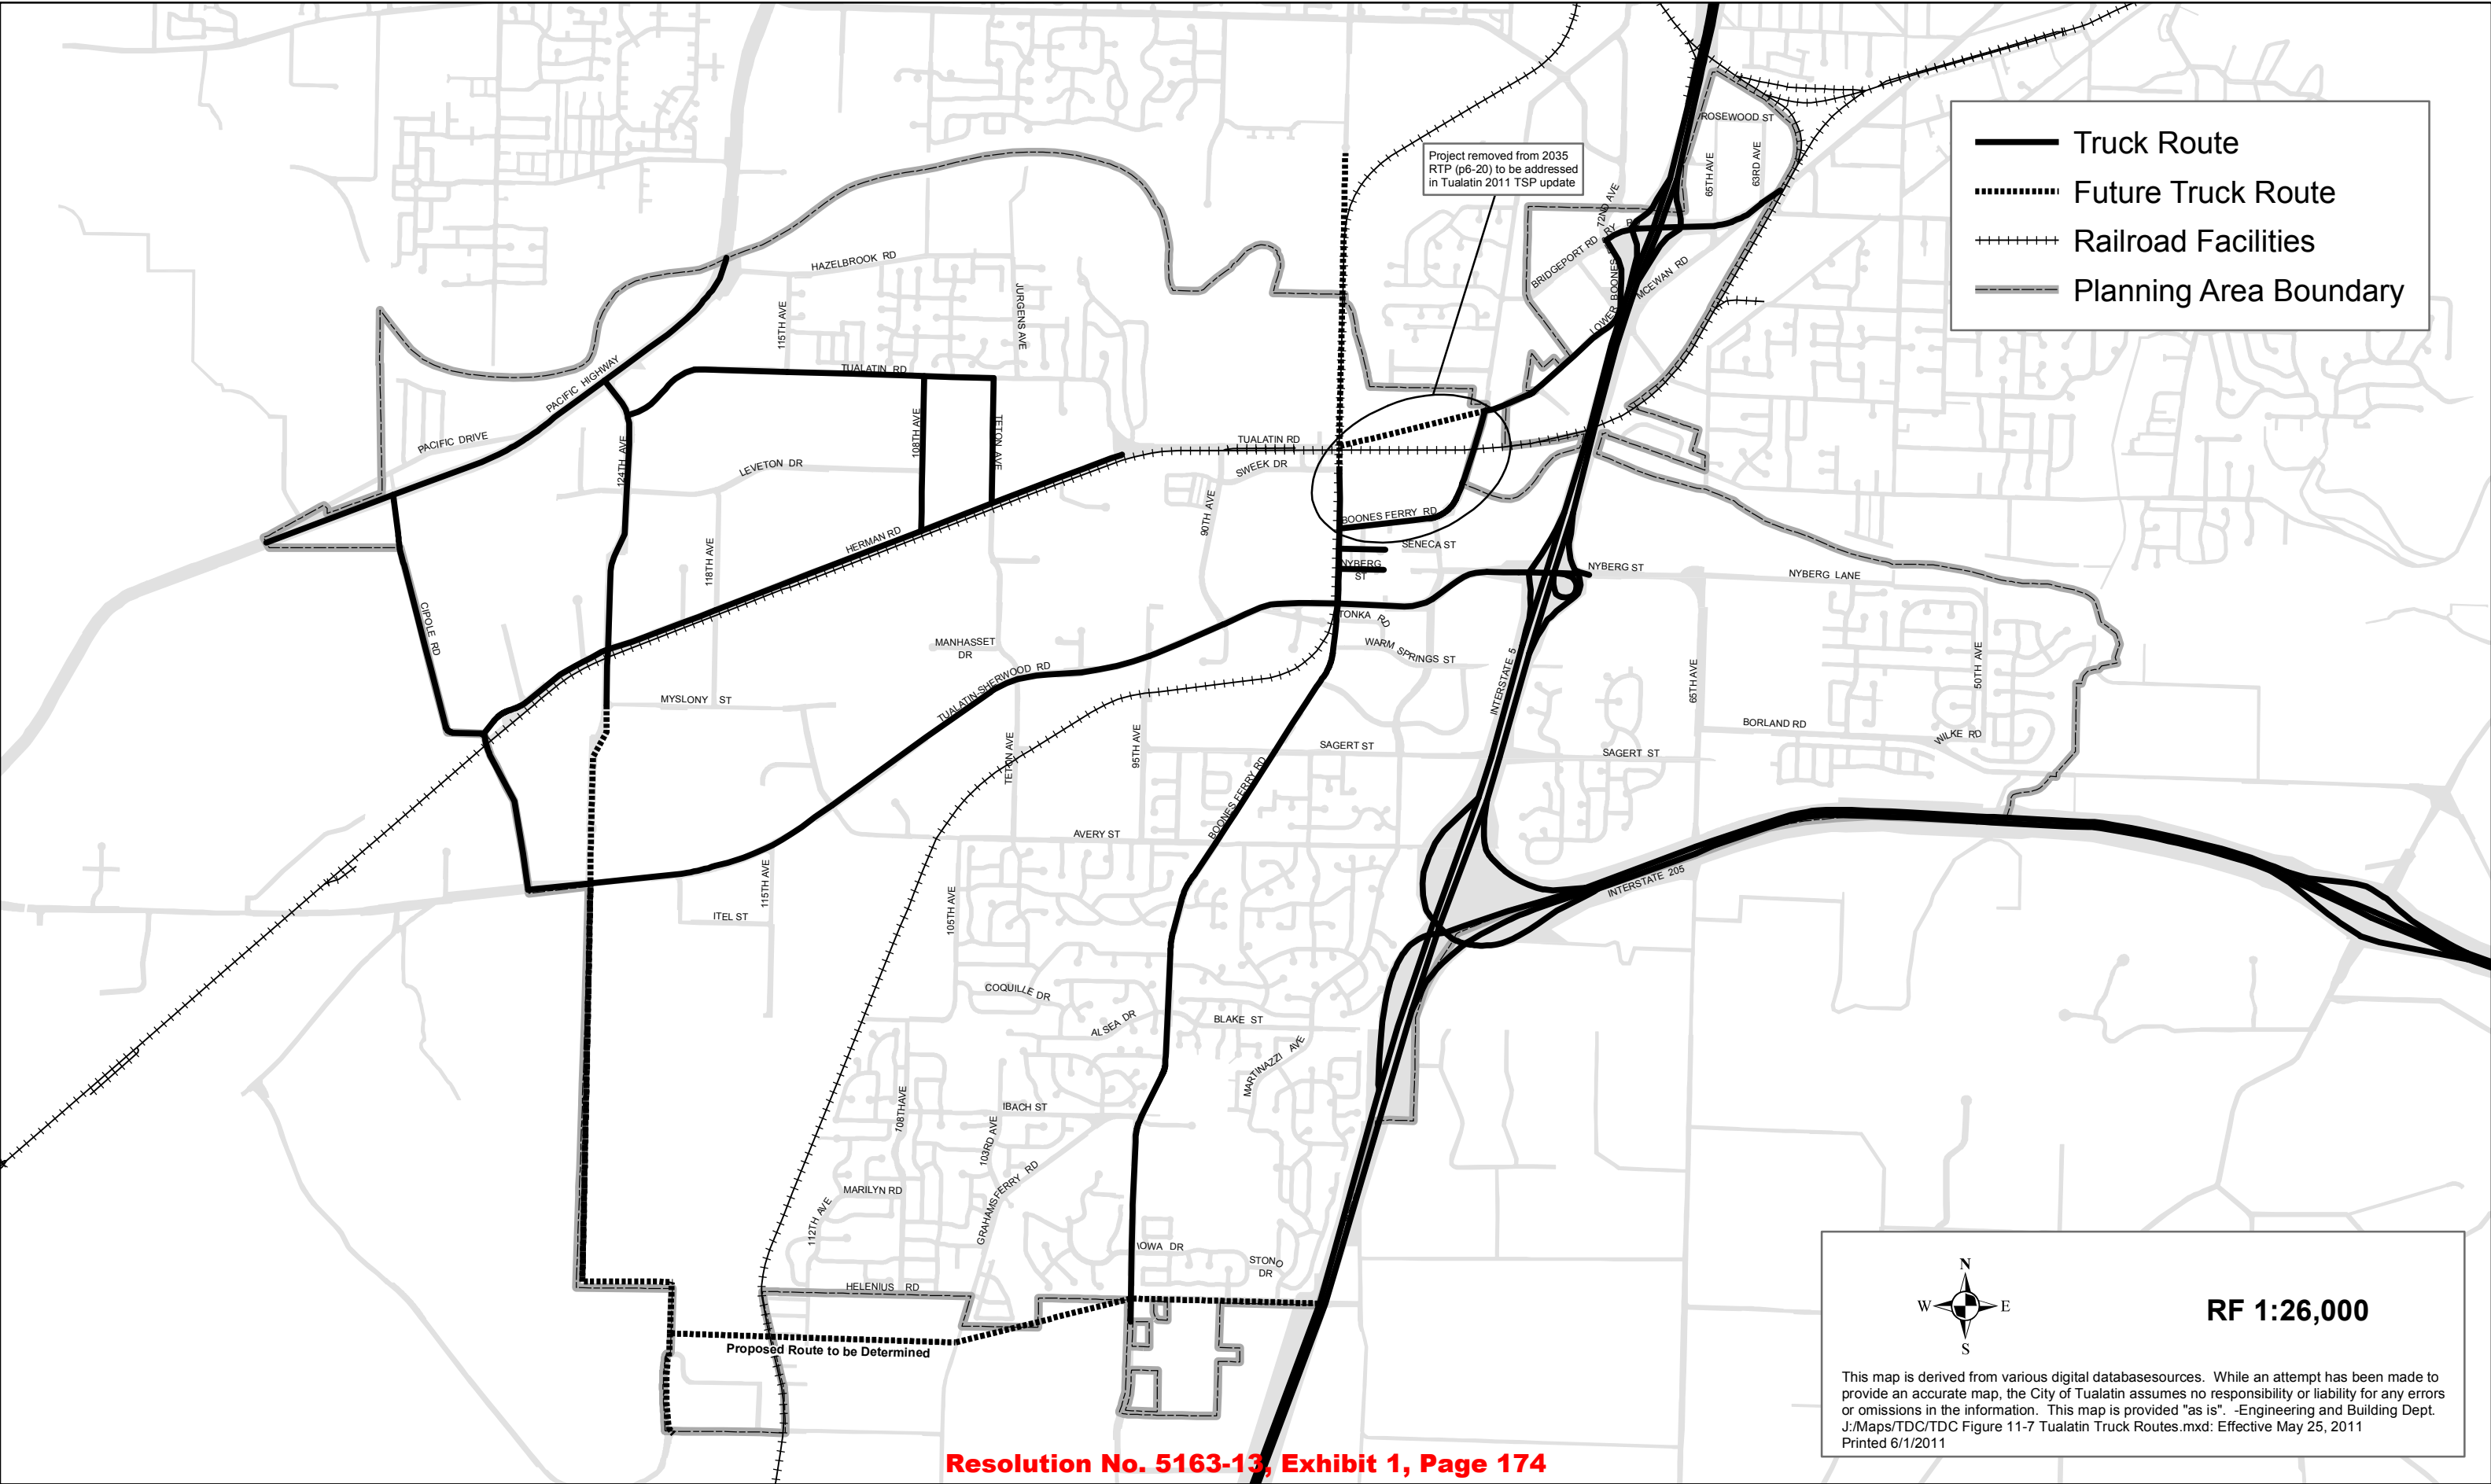 Truck Route
Future Truck Route
Railroad Facilities
Planning Area Boundary
Project removed from 2035
RTP (p6-20) to be addressed
in Tualatin 2011 TSP update
ROSEWOOD ST
65TH AVE
63RD AVE
72ND AVE
BRIDGEPORT RD
LOWER BOONES
RY
MCEWAN RD
HAZELBROOK RD
115TH AVE
JURGENS AVE
PACIFIC HIGHWAY
TUALATIN RD
PACIFIC DRIVE
124TH AVE
108TH AVE
TETON AVE
LEVETON DR
TUALATIN RD
SWEEK DR
90TH AVE
BOONES FERRY RD
SENECA ST
NYBERG
ST
NYBERG ST
NYBERG LANE
HERMAN RD
118TH AVE
CIPOLE RD
TONKA RD
WARM SPRINGS ST
MANHASSET
DR
TUALATIN-SHERWOOD RD
MYSLONY ST
INTERSTATE 5
65TH AVE
50TH AVE
BORLAND RD
WILKE RD
TETON AVE
95TH AVE
SAGERT ST
SAGERT ST
BOONES FERRY RD
AVERY ST
115TH AVE
ITEL ST
105TH AVE
INTERSTATE 205
COQUILLE DR
ALSEA DR
BLAKE ST
MARTINAZZI AVE
108THAVE
IBACH ST
103RD AVE
GRAHAMSFERRY RD
MARILYN RD
112TH AVE
IOWA DR
STONO
DR
HELENIUS RD
Proposed Route to be Determined
N
W E
S
RF 1:26,000
This map is derived from various digital databasesources. While an attempt has been made to
provide an accurate map, the City of Tualatin assumes no responsibility or liability for any errors
or omissions in the information. This map is provided "as is". -Engineering and Building Dept.
J:/Maps/TDC/TDC Figure 11-7 Tualatin Truck Routes.mxd: Effective May 25, 2011
Printed 6/1/2011
Resolution No. 5163-13, Exhibit 1, Page 174